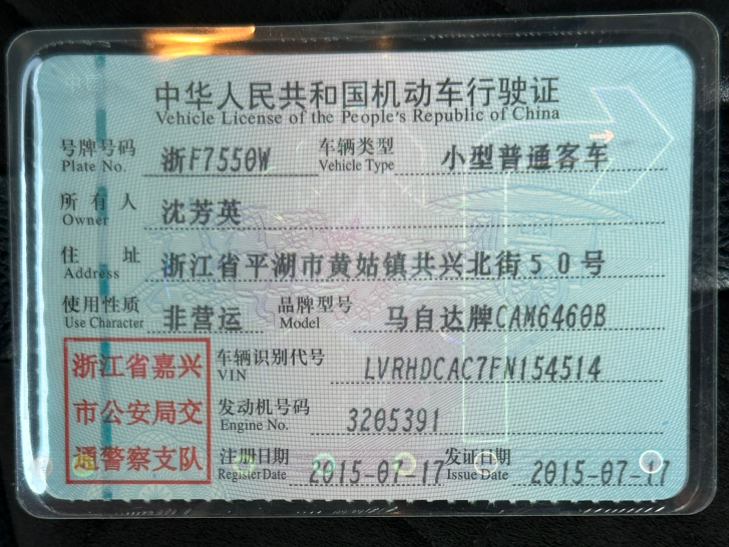 中华人民共和国机动车行驶证
Vehicle License of the People's Republic of China
号牌号码 浙F7550W 车辆类型 小型普通客车
Plate No. Vehicle Type
所有人 沈芳英
Owner
住址 浙江省平湖市黄姑镇共兴北街50号
Address
使用性质 非营运 品牌型号 马自达牌CAM6460B
Use Character Model
浙江省嘉兴
市公安局交
通警察支队
车辆识别代号 LVRHDCAC7FN154514
VIN
发动机号码 3205391
Engine No.
注册日期 2015-07-17 发证日期 2015-07-17
Register Date Issue Date